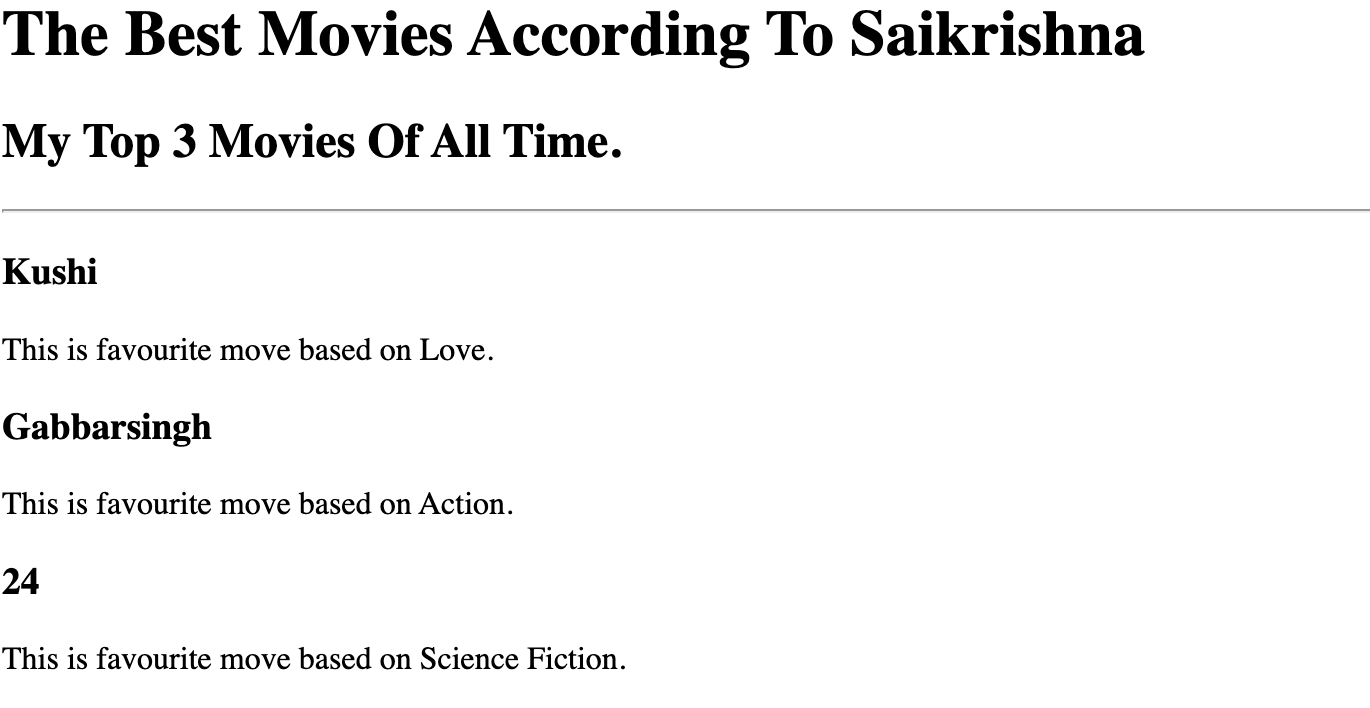 The Best Movies According To Saikrishna
My Top 3 Movies Of All Time.
Kushi
This is favourite move based on Love.
Gabbarsingh
This is favourite move based on Action.
24
This is favourite move based on Science Fiction.